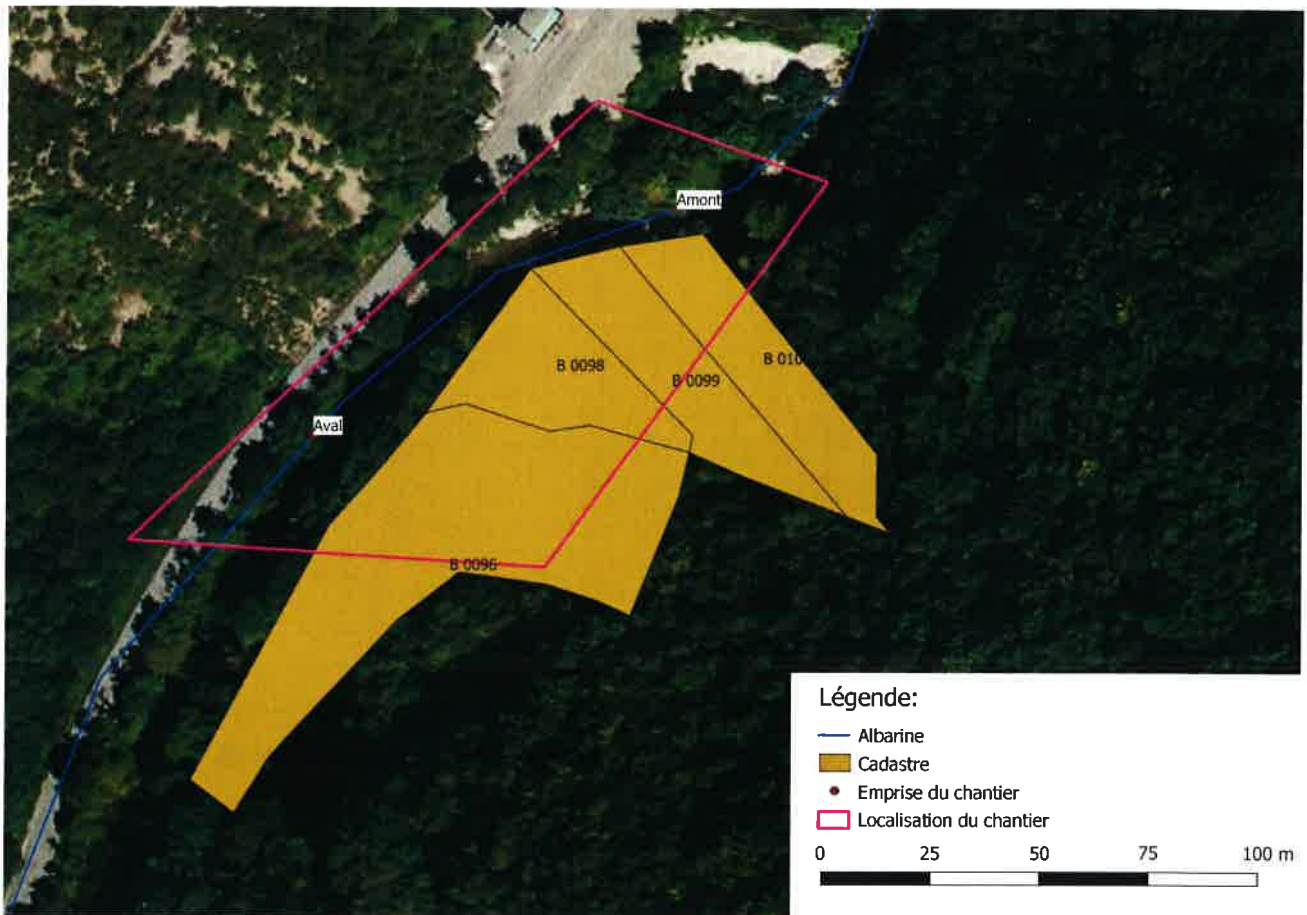 Amont
B 0098
B 010
B 0099
Aval
B 0096
Légende:
Albarine
Cadastre
Emprise du chantier
Localisation du chantier
0 25 50 75 100 m